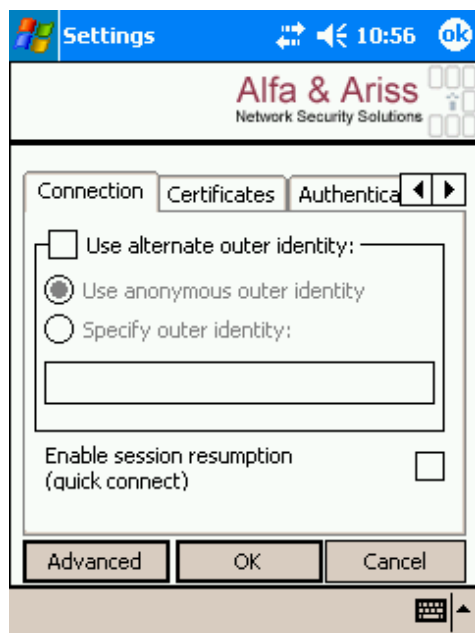 Settings 10:56 ok
Alfa & Ariss
Network Security Solutions
Connection Certificates Authentica
Use alternate outer identity:
Use anonymous outer identity
Specify outer identity:
Enable session resumption
(quick connect)
Advanced OK Cancel